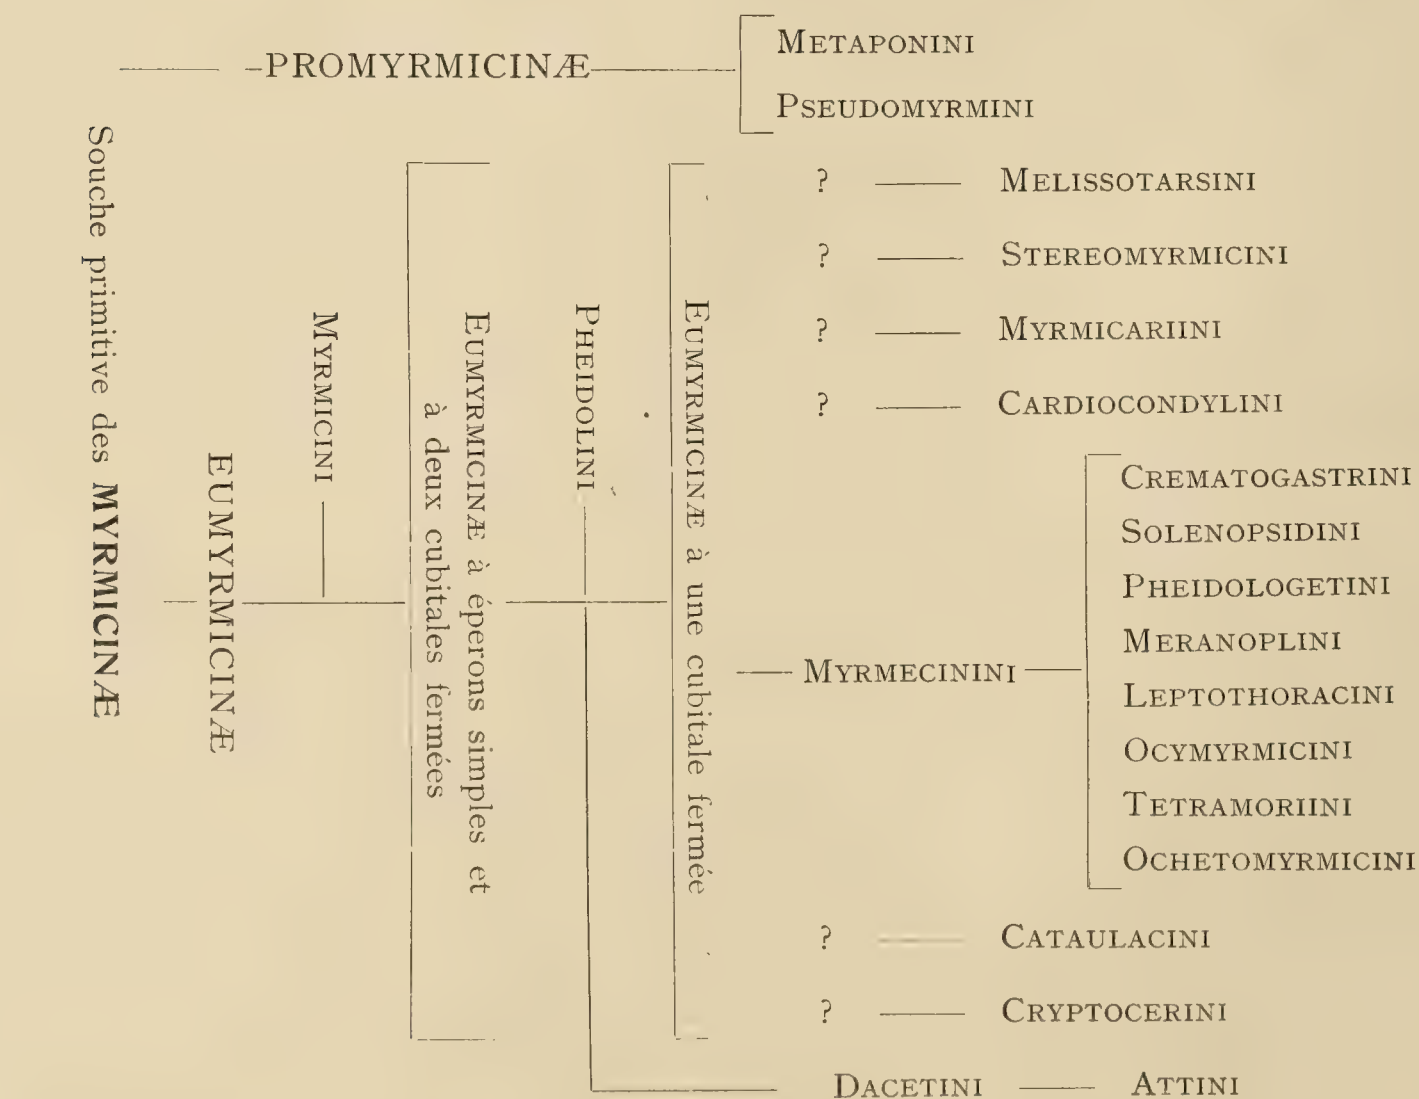 PROMYRMICINÆ
METAPONINI
PSEUDOMYRMINI
Souche primitive des MYRMICINÆ
EUMYRMICINÆ
MYRMICINI
EUMYRMICINÆ à éperons simples et
à deux cubitales fermées
PHEIDOLINI
EUMYRMICINÆ à une cubitale fermée
? MELISSOTARSINI
? STEREOMYRMICINI
? MYRMICARIINI
? CARDIOCONDYLINI
MYRMECININI
CREMATOGASTRINI
SOLENOPSIDINI
PHEIDOLOGETINI
MERANOPLINI
LEPTOTHORACINI
OCYMYRMICINI
TETRAMORIINI
OCHETOMYRMICINI
? CATAULACINI
? CRYPTOCERINI
DACETINI ATTINI